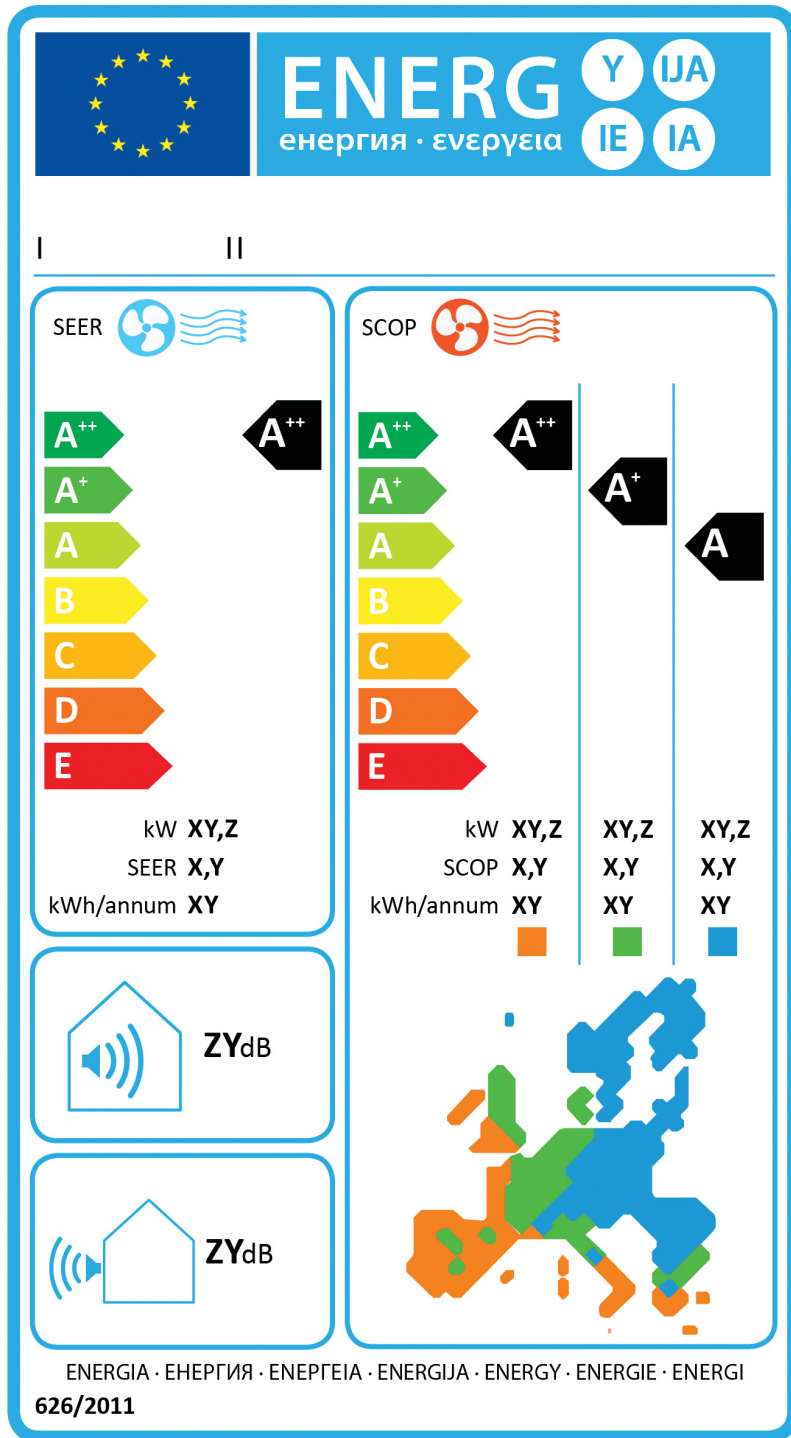 ENERG Y IJA
енергия · ενεργεια IE IA
I II
SEER
A++ A++
A+
A
B
C
D
E
kW XY,Z
SEER X,Y
kWh/annum XY
SCOP
A++ A++
A+ A+
A A
B
C
D
E
kW XY,Z XY,Z XY,Z
SCOP X,Y X,Y X,Y
kWh/annum XY XY XY
ZYdB
ZYdB
ENERGIA · ЕНЕРГИЯ · ΕΝΕΡΓΕΙΑ · ENERGIJA · ENERGY · ENERGIE · ENERGI
626/2011